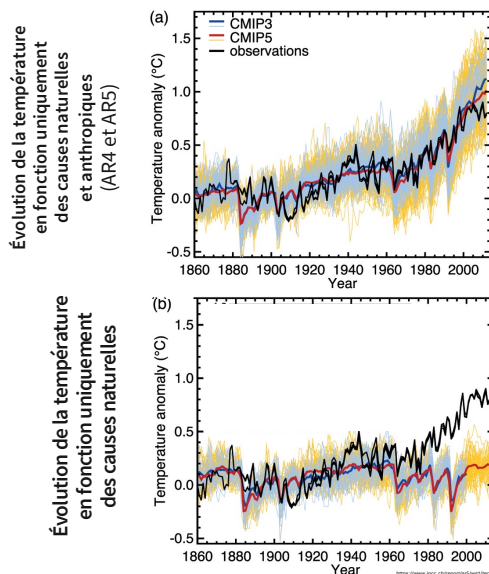 Évolution de la température
en fonction uniquement
des causes naturelles
et anthropiques
(AR4 et AR5)
(a)
CMIP3
CMIP5
observations
Temperature anomaly (°C)
1.5
1.0
0.5
0.0
-0.5
1860 1880 1900 1920 1940 1960 1980 2000
Year
Évolution de la température
en fonction uniquement
des causes naturelles
(b)
Temperature anomaly (°C)
1.5
1.0
0.5
0.0
-0.5
1860 1880 1900 1920 1940 1960 1980 2000
Year